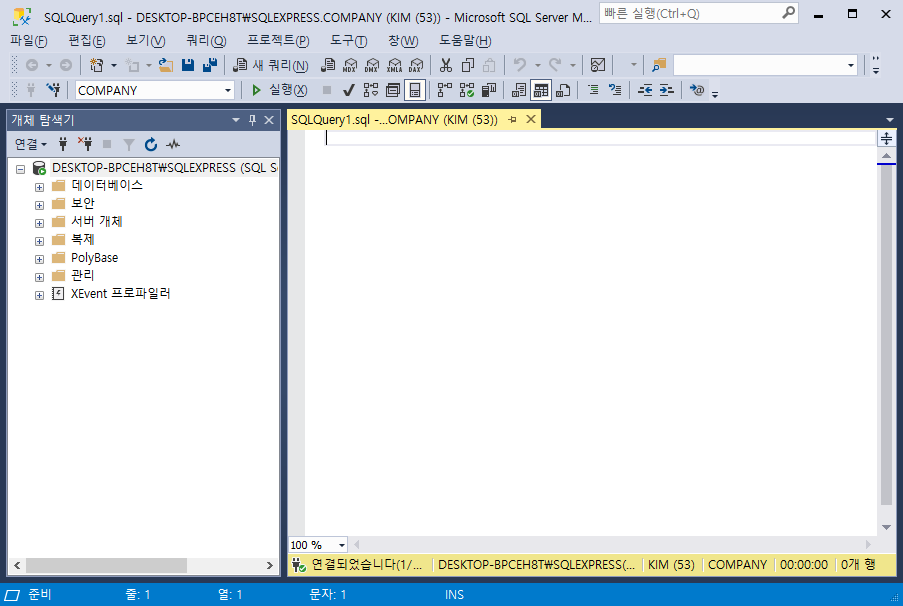 SQLQuery1.sql - DESKTOP-BPCEH8T₩SQLEXPRESS.COMPANY (KIM (53)) - Microsoft SQL Server M...
빠른 실행(Ctrl+Q)
파일(F) 편집(E) 보기(V) 쿼리(Q) 프로젝트(P) 도구(T) 창(W) 도움말(H)
새 쿼리(N) MDX DMX XMLA DAX
COMPANY 실행(X)
개체 탐색기
SQLQuery1.sql -...OMPANY (KIM (53))
연결
DESKTOP-BPCEH8T₩SQLEXPRESS (SQL S
데이터베이스
보안
서버 개체
복제
PolyBase
관리
XEvent 프로파일러
100 %
연결되었습니다(1/... DESKTOP-BPCEH8T₩SQLEXPRESS(... KIM (53) COMPANY 00:00:00 0개 행
준비 줄: 1 열: 1 문자: 1 INS